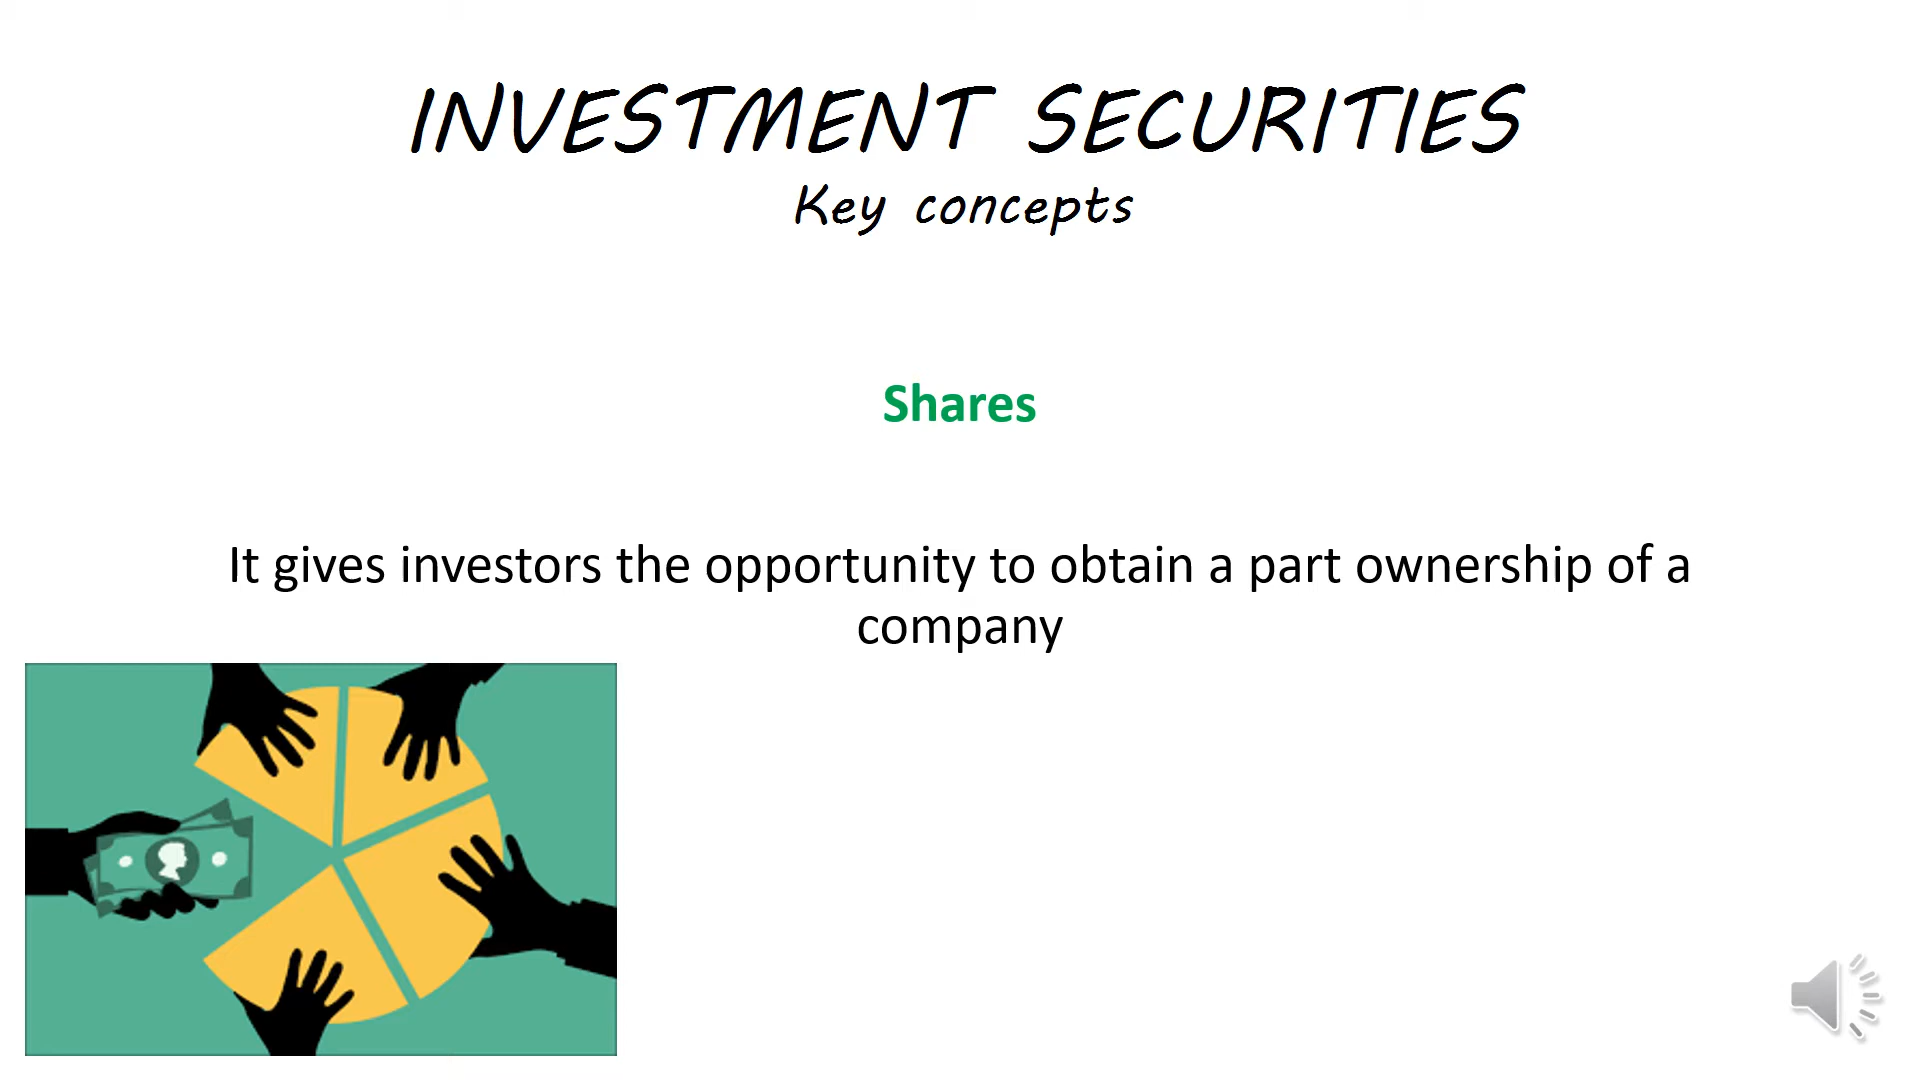 INVESTMENT SECURITIES
Key concepts
Shares
It gives investors the opportunity to obtain a part ownership of a
company